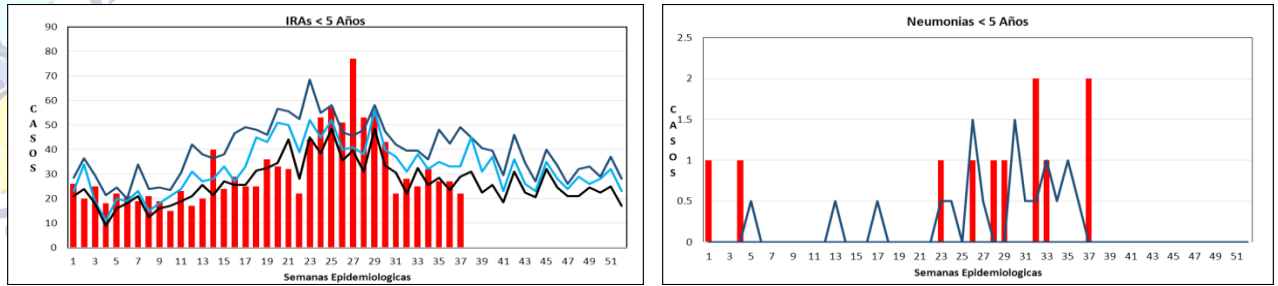 IRAs < 5 Años
90
80
70
60
50
40
30
20
10
0
CASOS
1 3 5 7 9 11 13 15 17 19 21 23 25 27 29 31 33 35 37 39 41 43 45 47 49 51
Semanas Epidemiologicas
Neumonias < 5 Años
2.5
2
1.5
1
0.5
0
CASOS
1 3 5 7 9 11 13 15 17 19 21 23 25 27 29 31 33 35 37 39 41 43 45 47 49 51
Semanas Epidemiologicas